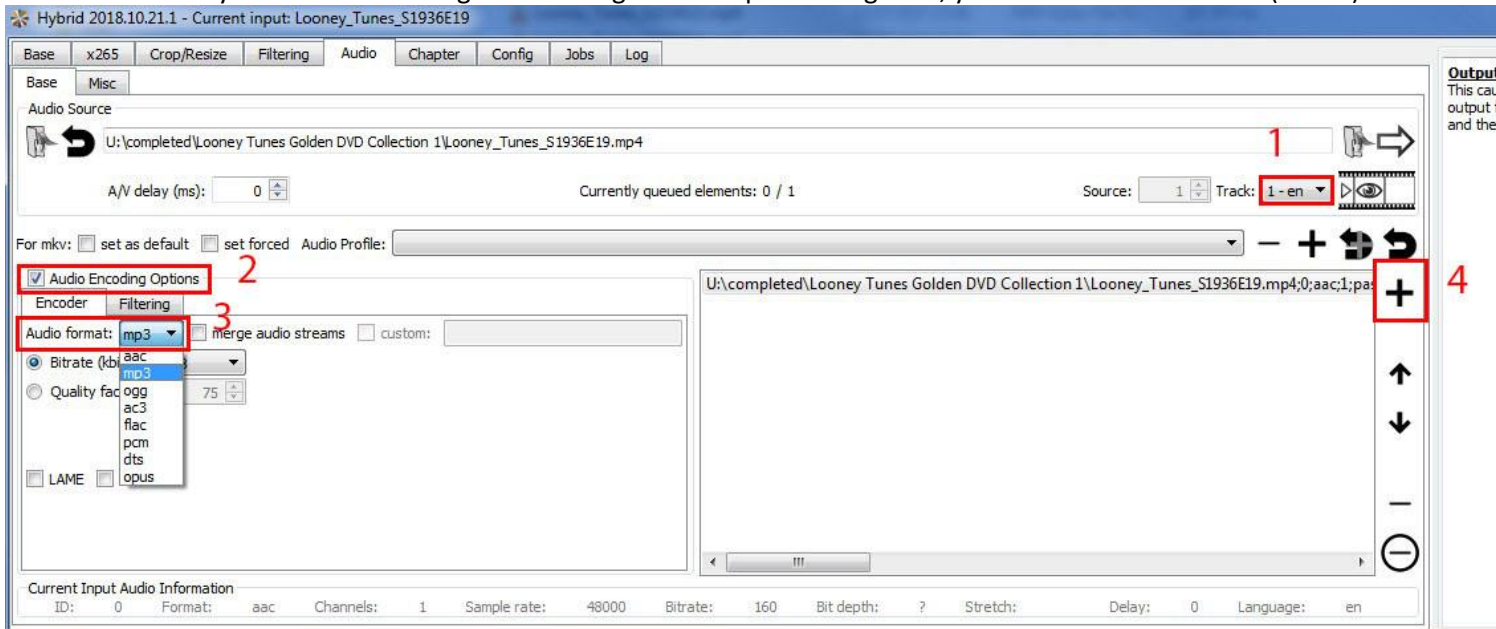 Hybrid 2018.10.21.1 - Current input: Looney_Tunes_S1936E19
Base x265 Crop/Resize Filtering Audio Chapter Config Jobs Log
Base Misc
Audio Source
U:\completed\Looney Tunes Golden DVD Collection 1\Looney_Tunes_S1936E19.mp4
1
A/V delay (ms): 0 Currently queued elements: 0 / 1 Source: 1 Track: 1 - en
For mkv: set as default set forced Audio Profile:
Audio Encoding Options 2
U:\completed\Looney Tunes Golden DVD Collection 1\Looney_Tunes_S1936E19.mp4;0;aac;1;pas
4
Encoder Filtering
3
Audio format: mp3 merge audio streams custom:
Bitrate
aac
mp3
Quality
75
ogg
ac3
flac
pcm
dts
LAME opus
Current Input Audio Information
ID: 0 Format: aac Channels: 1 Sample rate: 48000 Bitrate: 160 Bit depth: ? Stretch: Delay: 0 Language: en
Output
This cau
output
and the